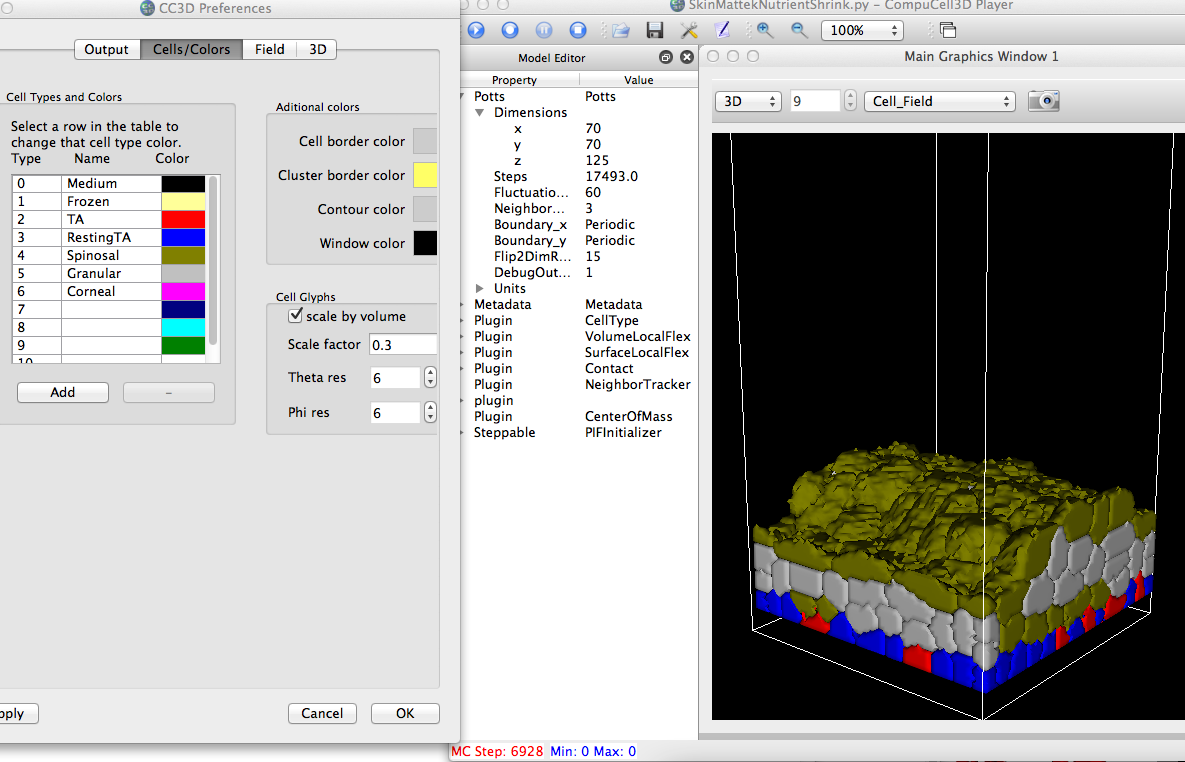 CC3D Preferences
Output Cells/Colors Field 3D
Cell Types and Colors
Select a row in the table to
change that cell type color.
Type Name Color
0 Medium
1 Frozen
2 TA
3 RestingTA
4 Spinosal
5 Granular
6 Corneal
7
8
9
10
Add –
Aditional colors
Cell border color
Cluster border color
Contour color
Window color
Cell Glyphs
scale by volume
Scale factor 0.3
Theta res 6
Phi res 6
Cancel OK
SkinMattekNutrientShrink.py - CompuCell3D Player
100%
Model Editor
Property Value
Potts Potts
Dimensions
x 70
y 70
z 125
Steps 17493.0
Fluctuatio... 60
Neighbor... 3
Boundary_x Periodic
Boundary_y Periodic
Flip2DimR... 15
DebugOut... 1
Units
Metadata Metadata
Plugin CellType
Plugin VolumeLocalFlex
Plugin SurfaceLocalFlex
Plugin Contact
Plugin NeighborTracker
plugin
Plugin CenterOfMass
Steppable PIFInitializer
Main Graphics Window 1
3D 9 Cell_Field
MC Step: 6928 Min: 0 Max: 0